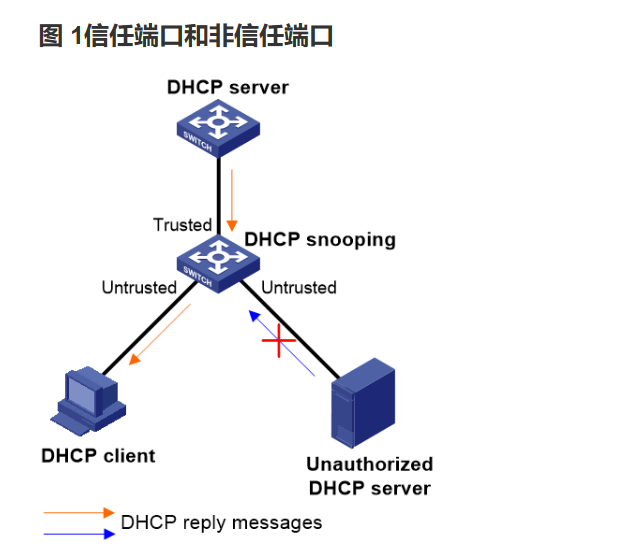 图 1信任端口和非信任端口
DHCP server
SWITCH
Trusted
DHCP snooping
SWITCH
Untrusted
Untrusted
DHCP client
Unauthorized
DHCP server
DHCP reply messages